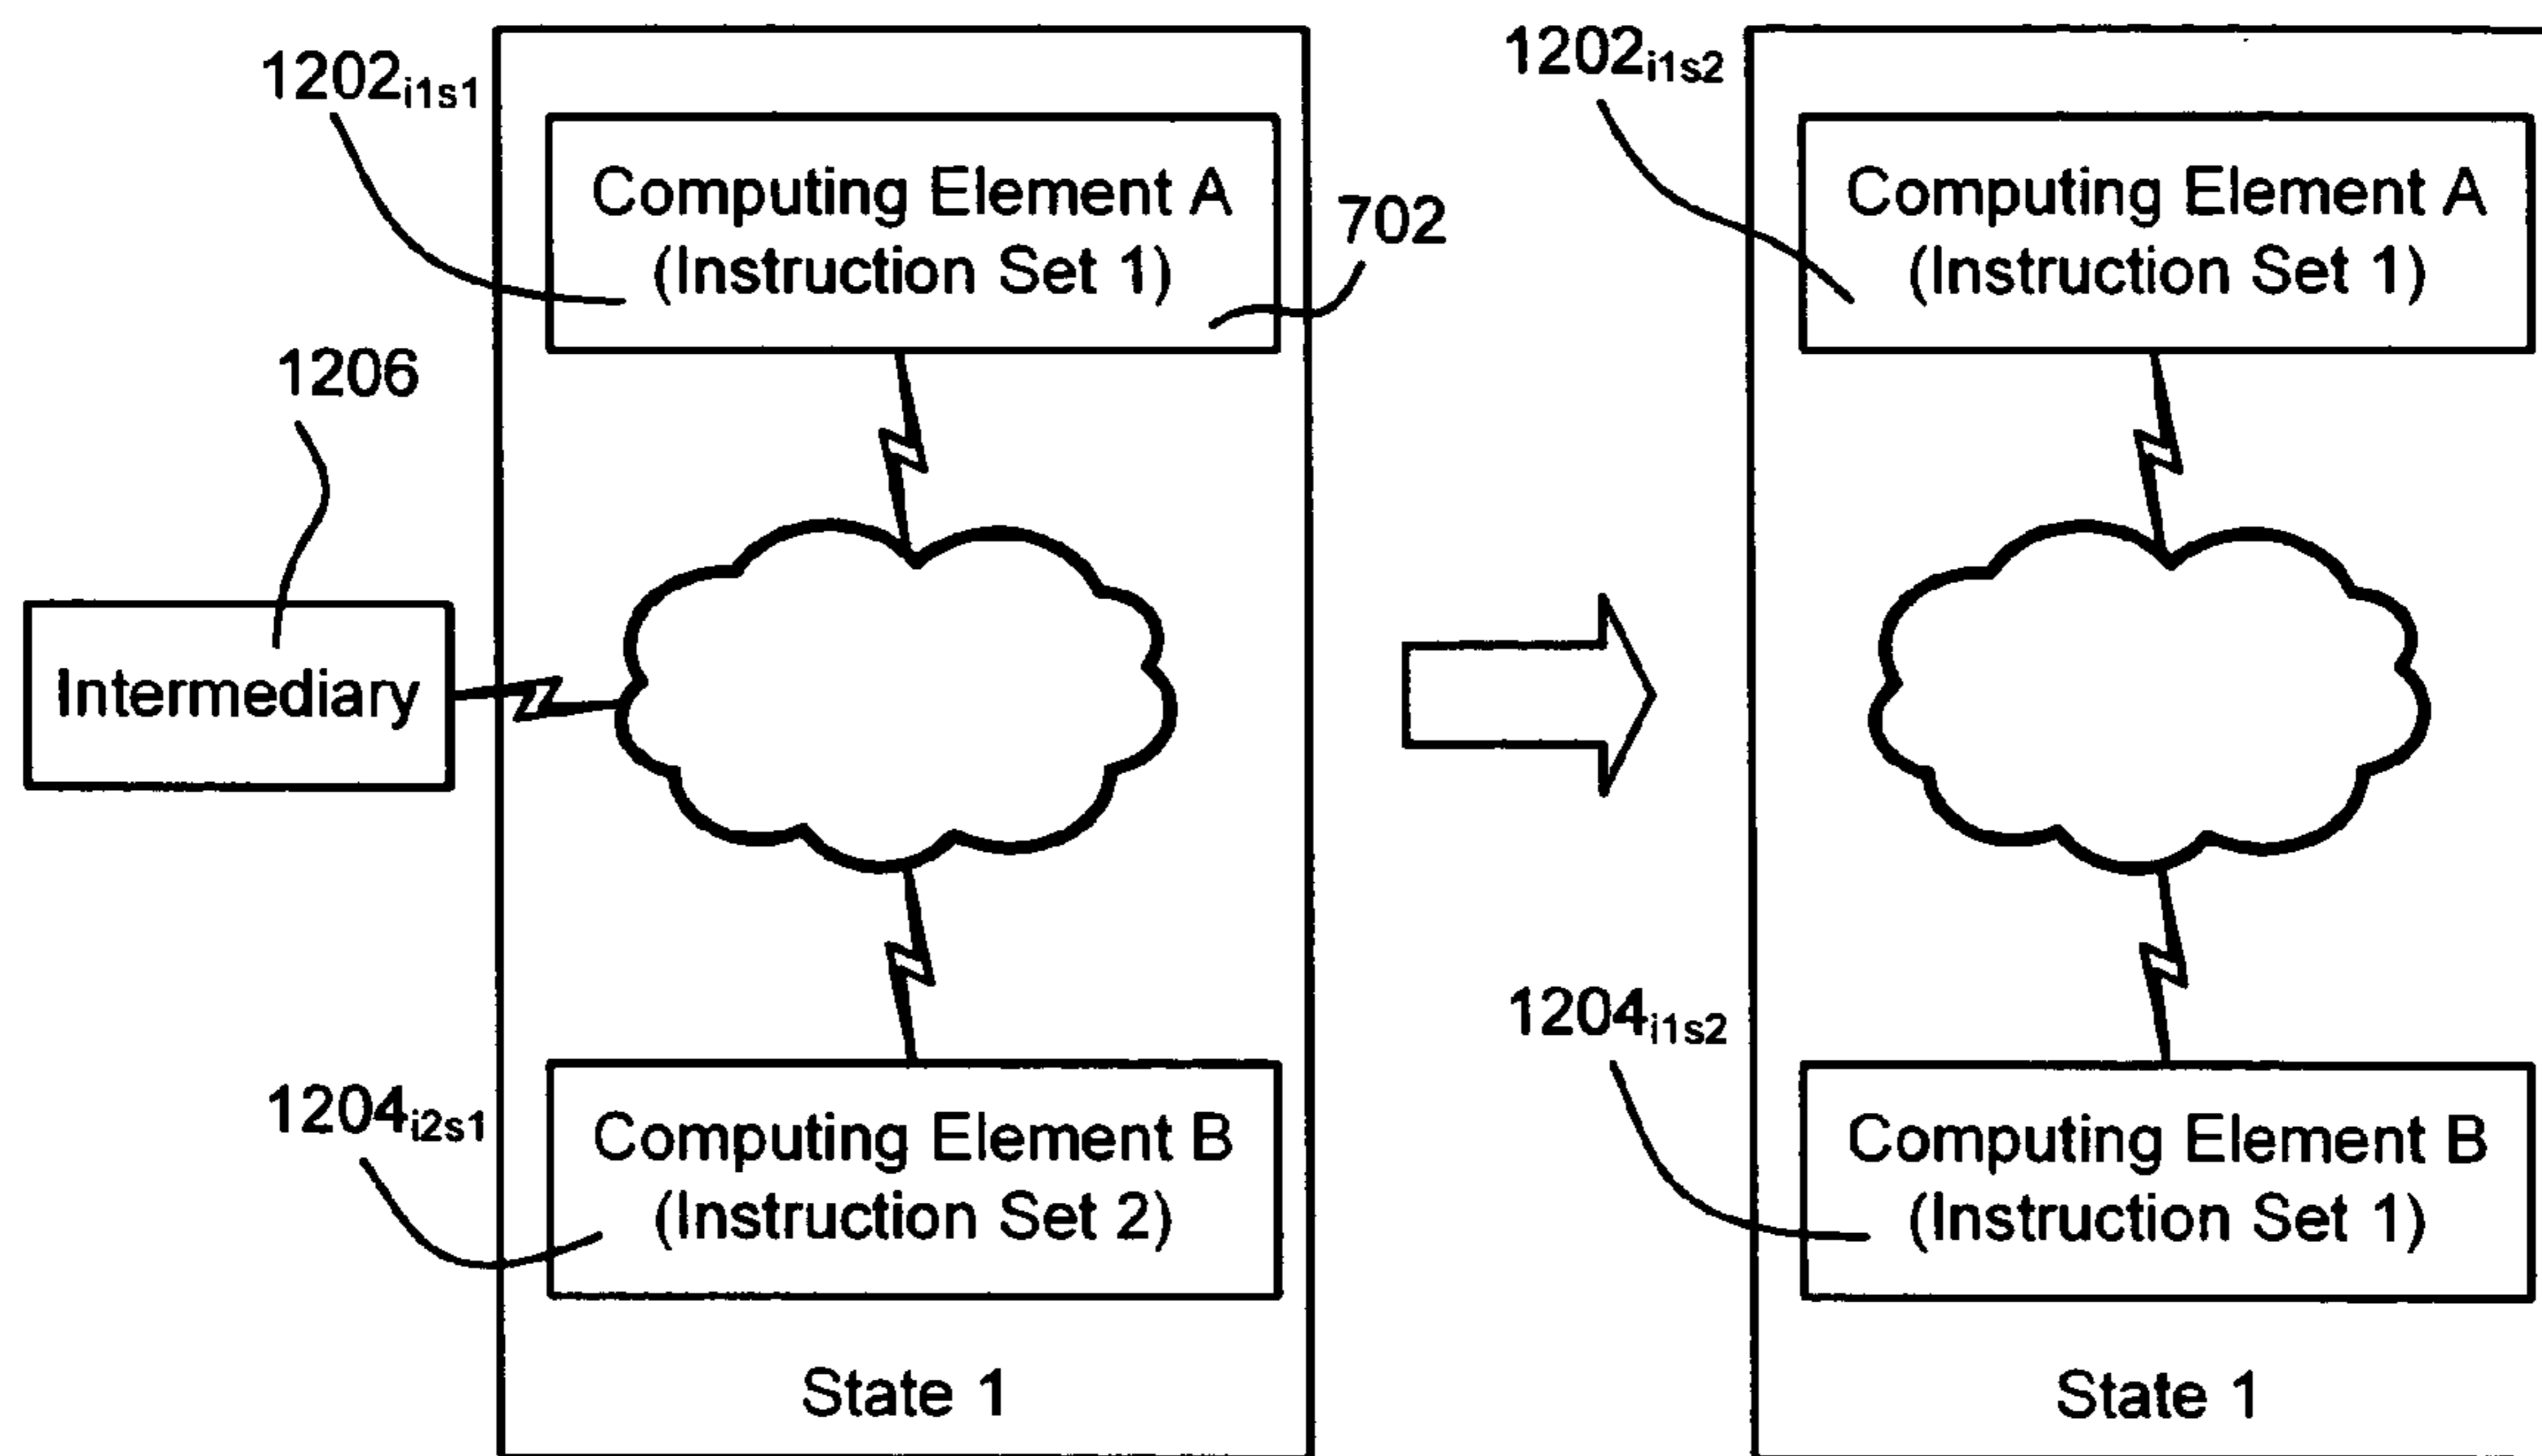 1202i1s1
Computing Element A
(Instruction Set 1)
702
1206
Intermediary
1204i2s1
Computing Element B
(Instruction Set 2)
State 1
1202i1s2
Computing Element A
(Instruction Set 1)
1204i1s2
Computing Element B
(Instruction Set 1)
State 1